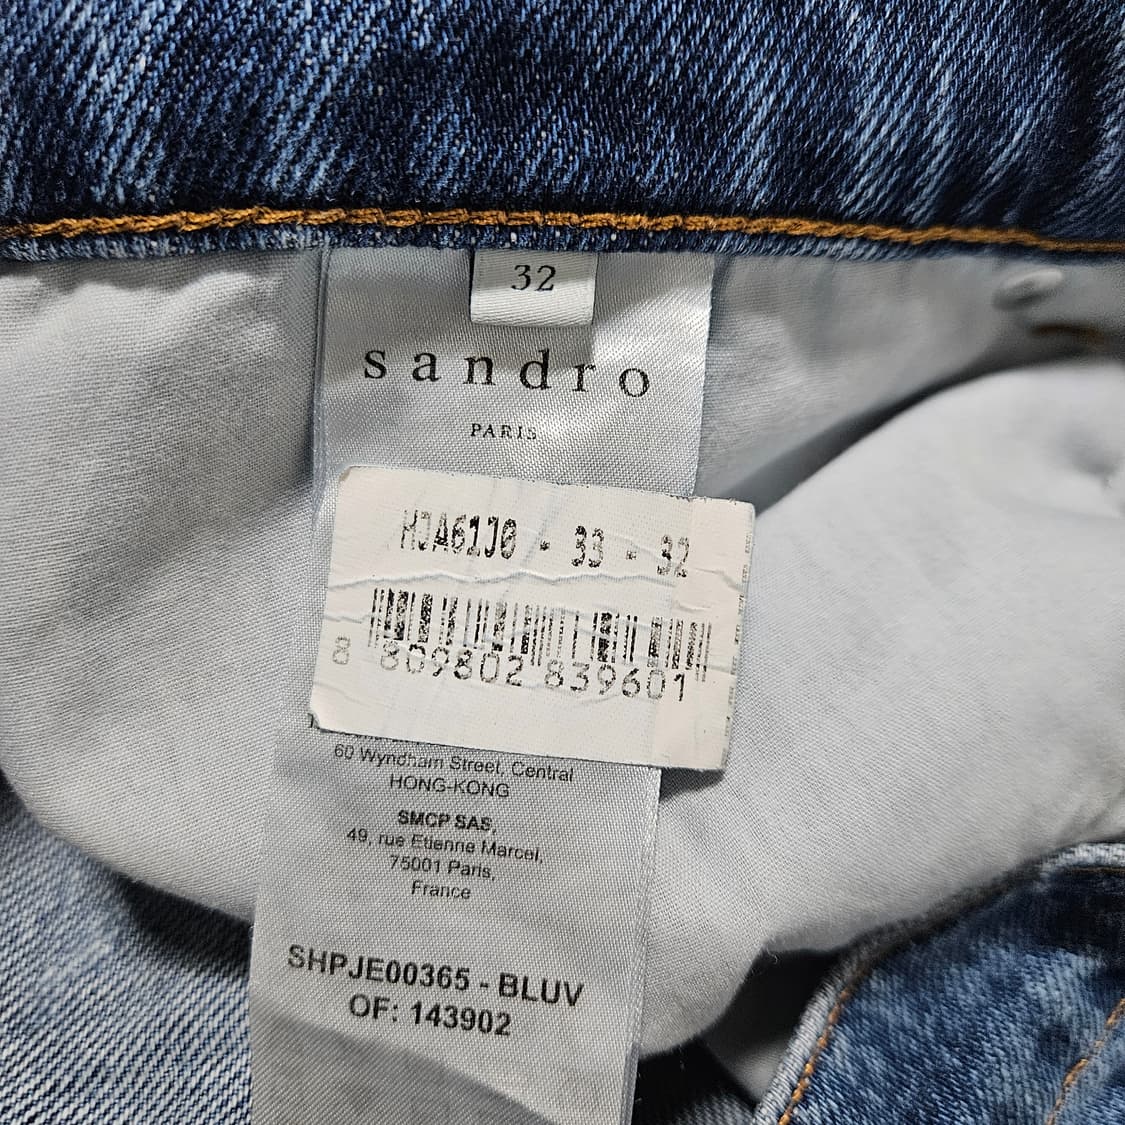 32
sandro
PARIS
HJA61J0 - 33 - 32
8 809802 839601
60 Wyndham Street, Central
HONG-KONG
SMCP SAS,
49, rue Etienne Marcel,
75001 Paris,
France
SHPJE00365 - BLUV
OF: 143902